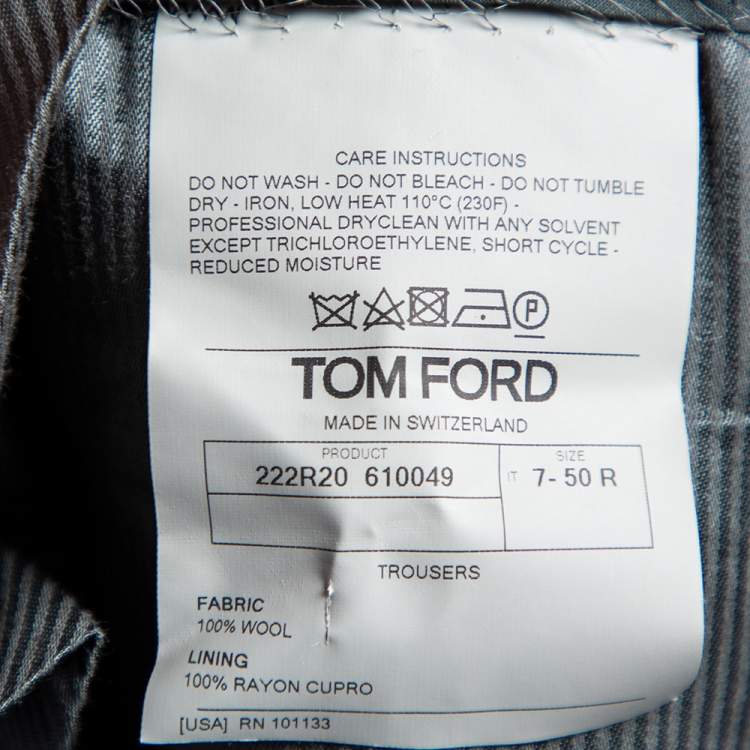 CARE INSTRUCTIONS
DO NOT WASH - DO NOT BLEACH - DO NOT TUMBLE
DRY - IRON, LOW HEAT 110°C (230F) -
PROFESSIONAL DRYCLEAN WITH ANY SOLVENT
EXCEPT TRICHLOROETHYLENE, SHORT CYCLE -
REDUCED MOISTURE
P
TOM FORD
MADE IN SWITZERLAND
PRODUCT SIZE
222R20 610049 IT 7- 50 R
TROUSERS
FABRIC
100% WOOL
LINING
100% RAYON CUPRO
[USA] RN 101133